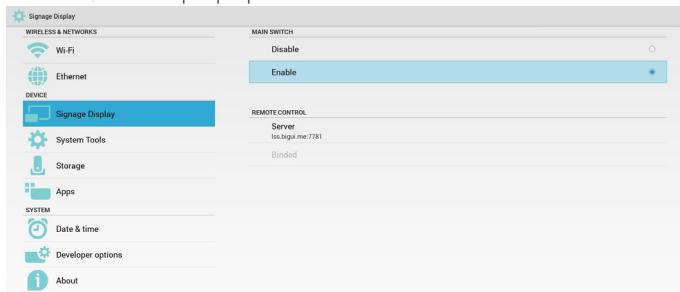 Signage Display
WIRELESS & NETWORKS
Wi-Fi
Ethernet
DEVICE
Signage Display
System Tools
Storage
Apps
SYSTEM
Date & time
Developer options
About
MAIN SWITCH
Disable
Enable
REMOTE CONTROL
Server
lss.bigui.me:7781
Binded